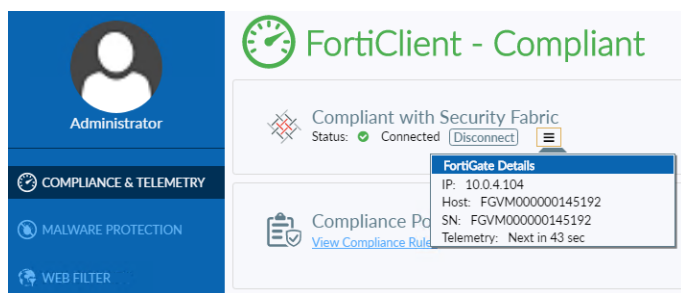 FortiClient - Compliant
Administrator
Compliant with Security Fabric
Status: Connected Disconnect
FortiGate Details
IP: 10.0.4.104
Host: FGVM000000145192
SN: FGVM000000145192
Telemetry: Next in 43 sec
COMPLIANCE & TELEMETRY
MALWARE PROTECTION
WEB FILTER
Compliance Po
View Compliance Rule